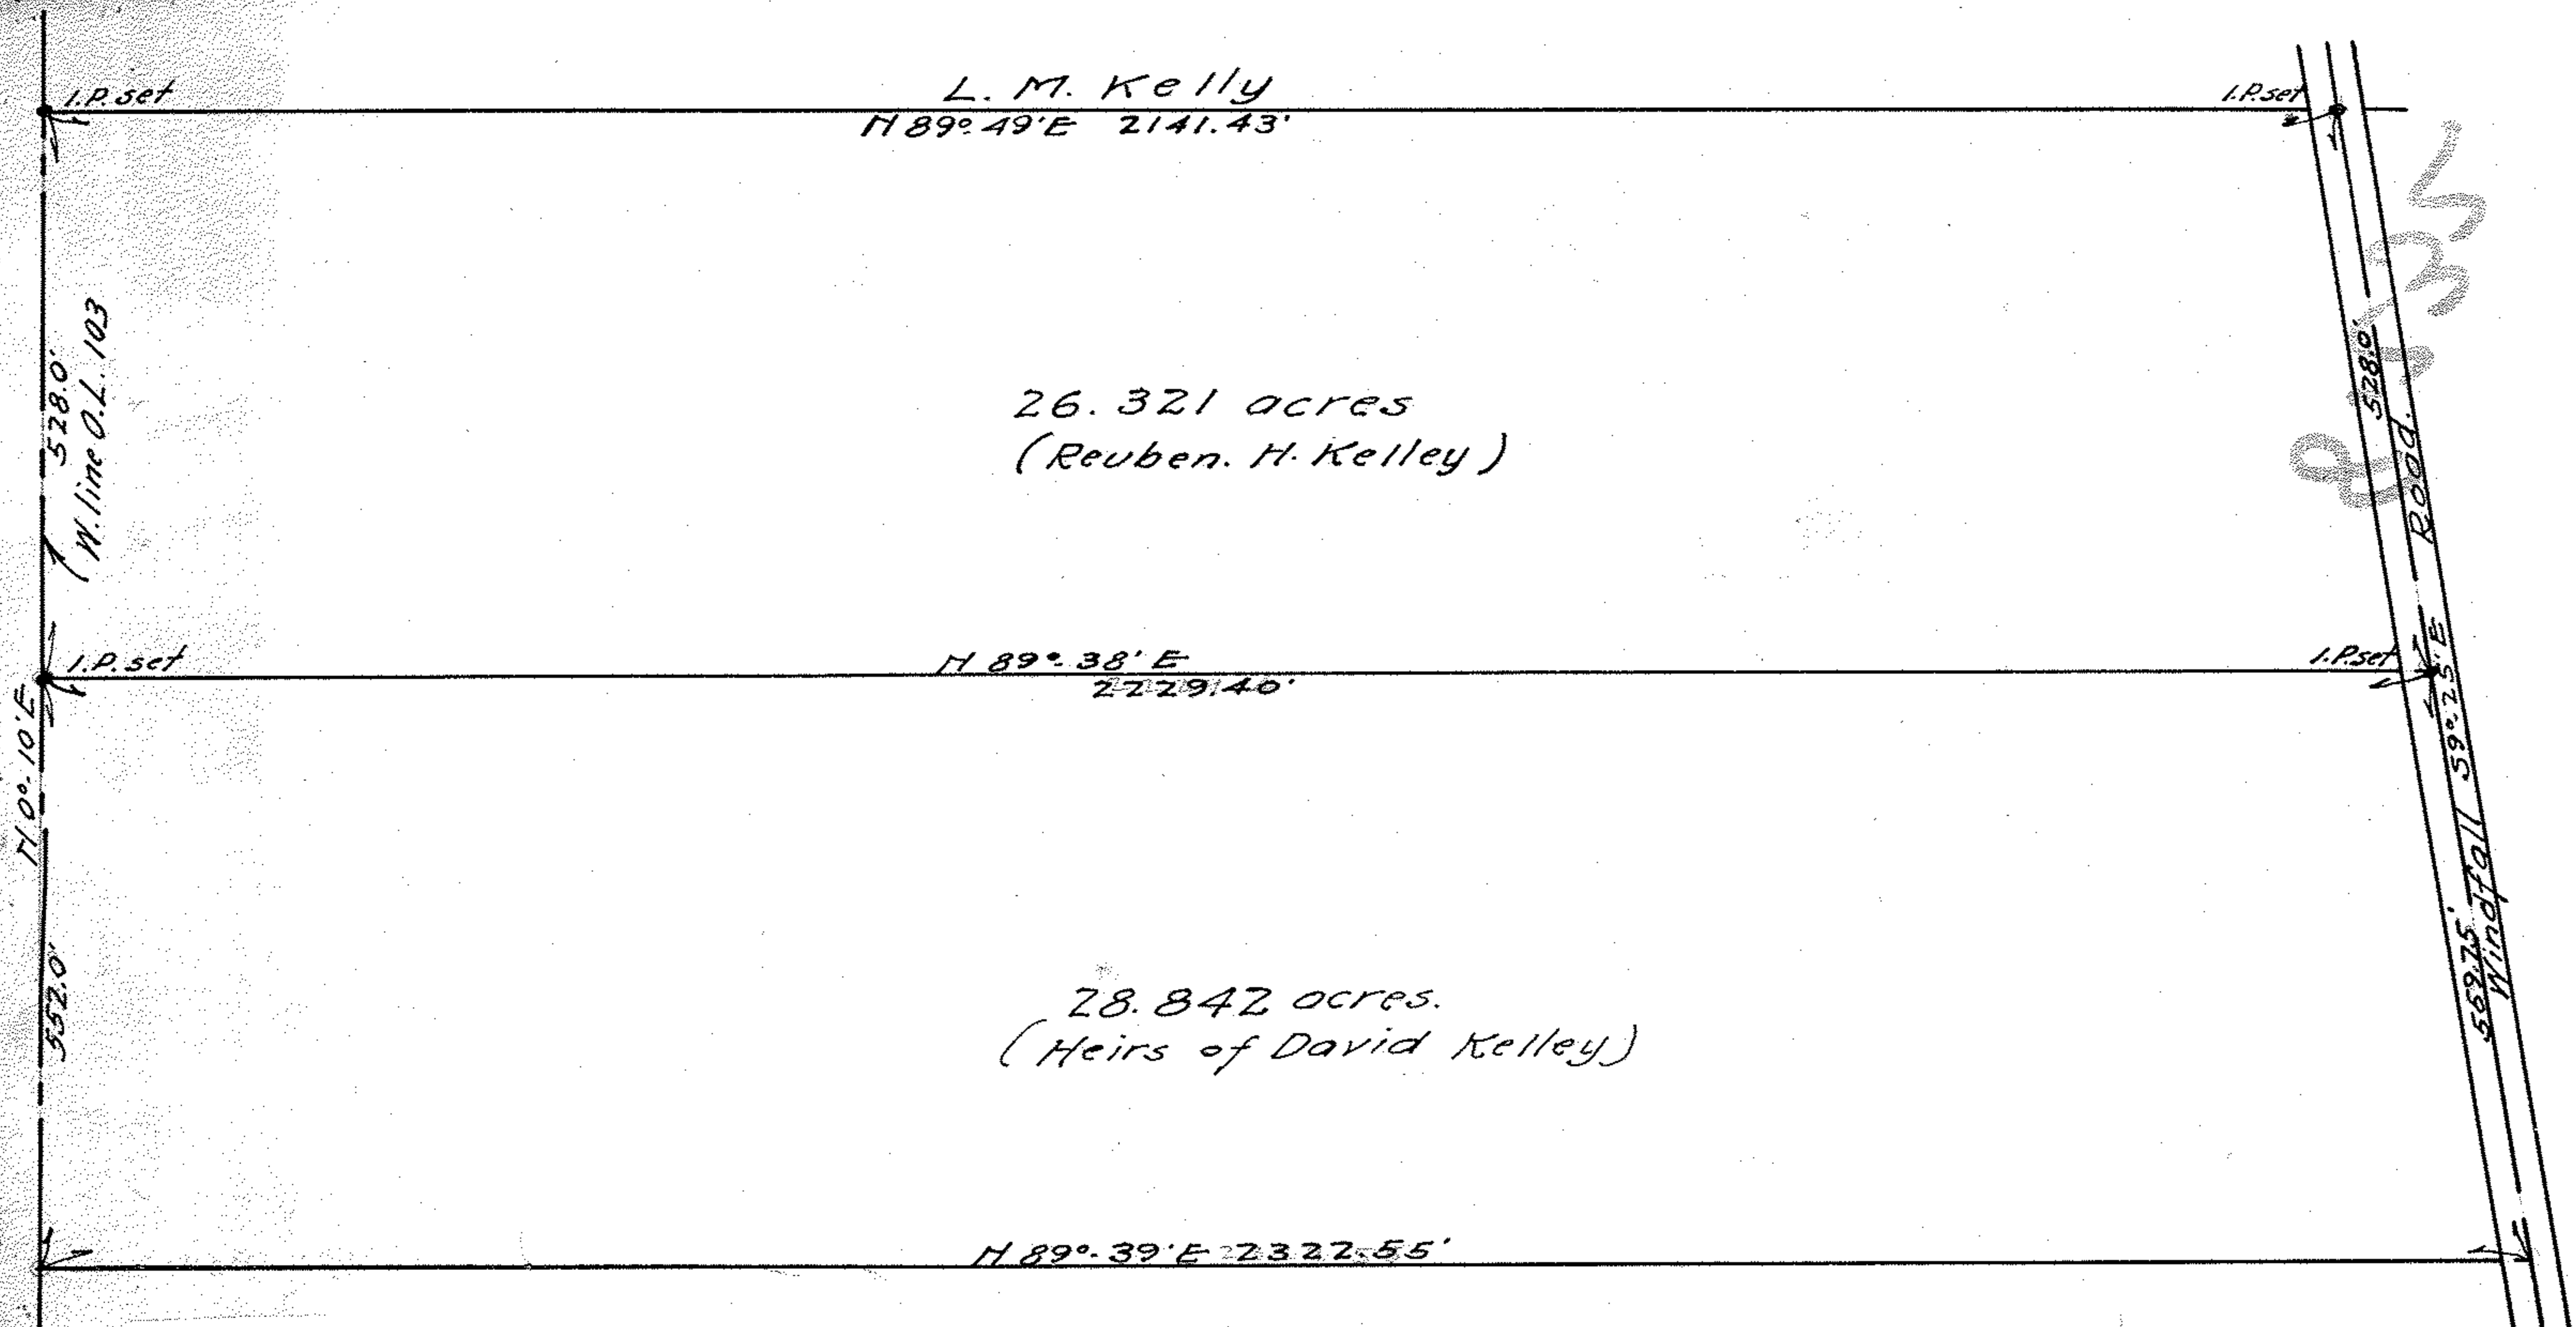 I.P. set
L. M. Kelly
I.P. set
N 89°-49' E 2141.43'
528.0'
(W. line O.L. 103
26.321 acres
(Reuben. H. Kelley)
528.0'
Road.
I.P. set
N 89°-38' E
2229.40'
I.P. set
N 0°-10' E
S 9°-25' E
Windfall
552.0'
559.75'
28.842 acres.
(Heirs of David Kelley)
N 89°-39' E 2322.55'